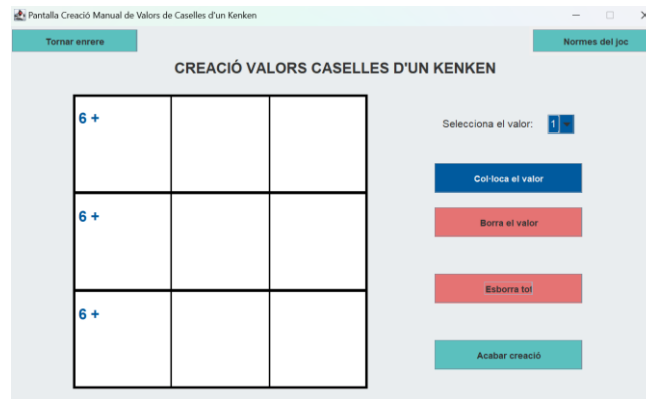 Pantalla Creació Manual de Valors de Caselles d'un Kenken
Tornar enrere
Normes del joc
CREACIÓ VALORS CASELLES D'UN KENKEN
6 +
Selecciona el valor: 1
Col·loca el valor
6 +
Borra el valor
Esborra tot
6 +
Acabar creació